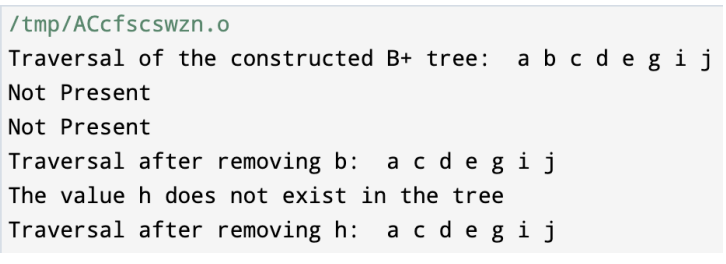 /tmp/ACcfscswzn.o
Traversal of the constructed B+ tree:  a b c d e g i j
Not Present
Not Present
Traversal after removing b:  a c d e g i j
The value h does not exist in the tree
Traversal after removing h:  a c d e g i j